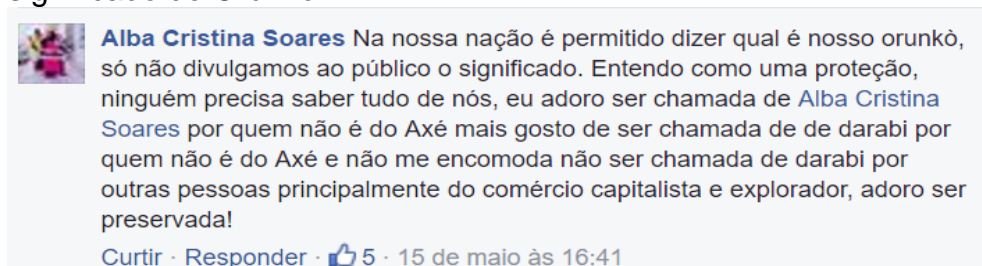 Alba Cristina Soares Na nossa nação é permitido dizer qual é nosso orunkò,
só não divulgamos ao público o significado. Entendo como uma proteção,
ninguém precisa saber tudo de nós, eu adoro ser chamada de Alba Cristina
Soares por quem não é do Axé mais gosto de ser chamada de de darabi por
quem não é do Axé e não me encomoda não ser chamada de darabi por
outras pessoas principalmente do comércio capitalista e explorador, adoro ser
preservada!
Curtir · Responder · 5 · 15 de maio às 16:41